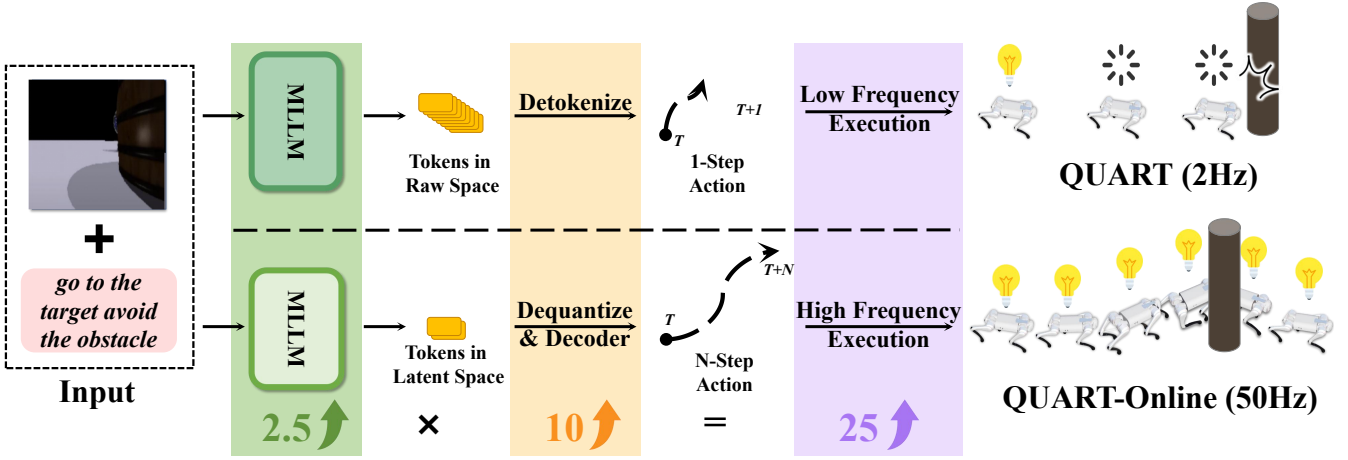 MLLM
Tokens in
Raw Space
Detokenize
T
T+1
1-Step
Action
Low Frequency
Execution
QUART (2Hz)
+
go to the
target avoid
the obstacle
Input
MLLM
Tokens in
Latent Space
Dequantize
& Decoder
T
T+N
N-Step
Action
High Frequency
Execution
QUART-Online (50Hz)
2.5
×
10
=
25